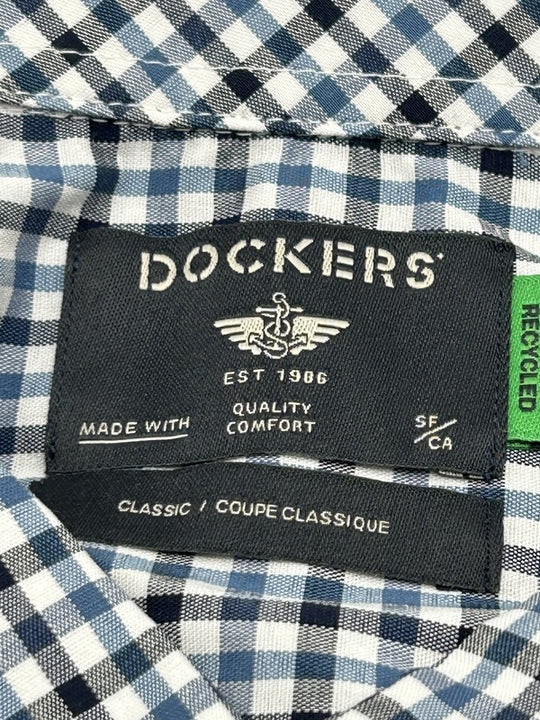 DOCKERS
EST 1986
MADE WITH
QUALITY
COMFORT
SF/
CA
CLASSIC / COUPE CLASSIQUE
RECYCLED